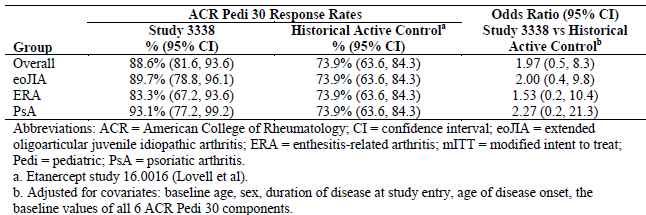 ACR Pedi 30 Response Rates Odds Ratio (95% CI)
Study 3338 Historical Active Controlᵃ Study 3338 vs Historical
Group % (95% CI) % (95% CI) Active Controlᵇ
Overall 88.6% (81.6, 93.6) 73.9% (63.6, 84.3) 1.97 (0.5, 8.3)
eoJIA 89.7% (78.8, 96.1) 73.9% (63.6, 84.3) 2.00 (0.4, 9.8)
ERA 83.3% (67.2, 93.6) 73.9% (63.6, 84.3) 1.53 (0.2, 10.4)
PsA 93.1% (77.2, 99.2) 73.9% (63.6, 84.3) 2.27 (0.2, 21.3)
Abbreviations: ACR = American College of Rheumatology; CI = confidence interval; eoJIA = extended
oligoarticular juvenile idiopathic arthritis; ERA = enthesitis-related arthritis; mITT = modified intent to treat;
Pedi = pediatric; PsA = psoriatic arthritis.
a. Etanercept study 16.0016 (Lovell et al).
b. Adjusted for covariates: baseline age, sex, duration of disease at study entry, age of disease onset, the
baseline values of all 6 ACR Pedi 30 components.